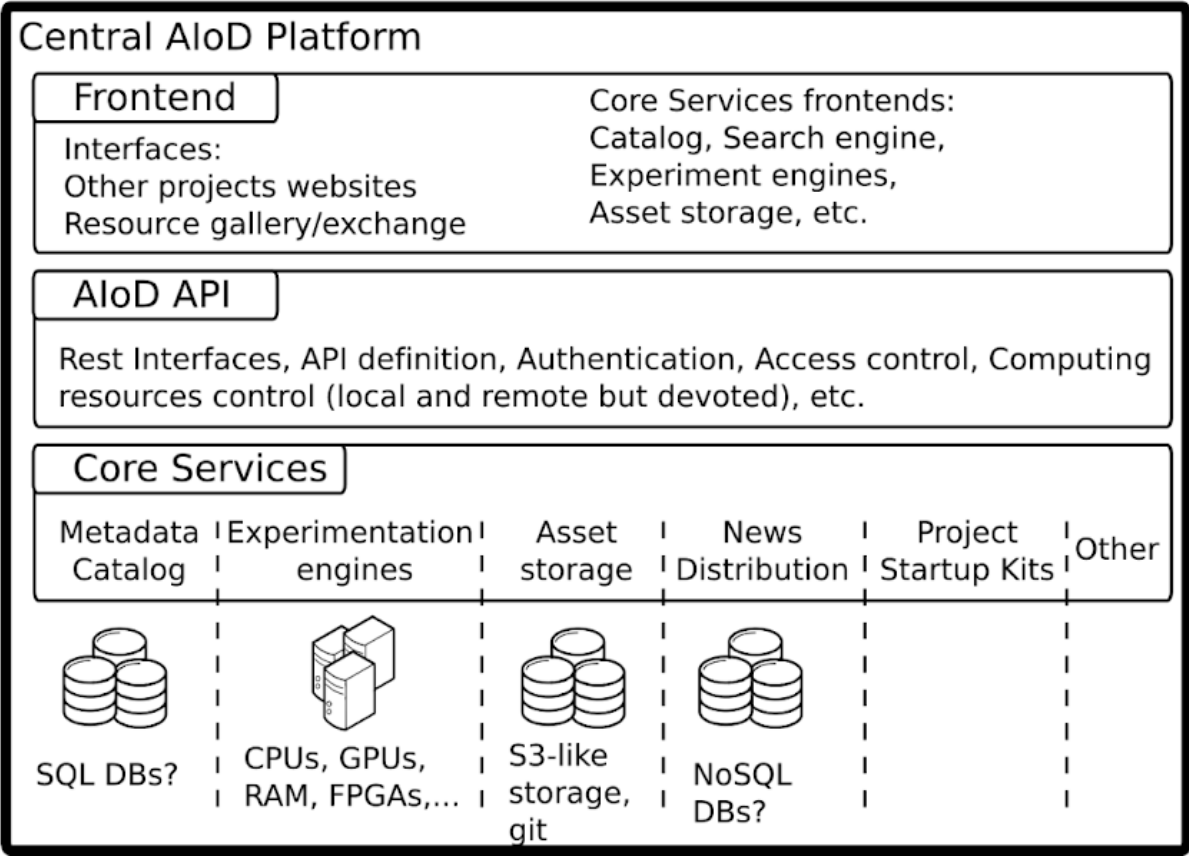 Central AIoD Platform
Frontend
Interfaces:
Other projects websites
Resource gallery/exchange
Core Services frontends:
Catalog, Search engine,
Experiment engines,
Asset storage, etc.
AIoD API
Rest Interfaces, API definition, Authentication, Access control, Computing
resources control (local and remote but devoted), etc.
Core Services
Metadata
Catalog
Experimentation
engines
Asset
storage
News
Distribution
Project
Startup Kits
Other
SQL DBs?
CPUs, GPUs,
RAM, FPGAs,...
S3-like
storage,
git
NoSQL
DBs?